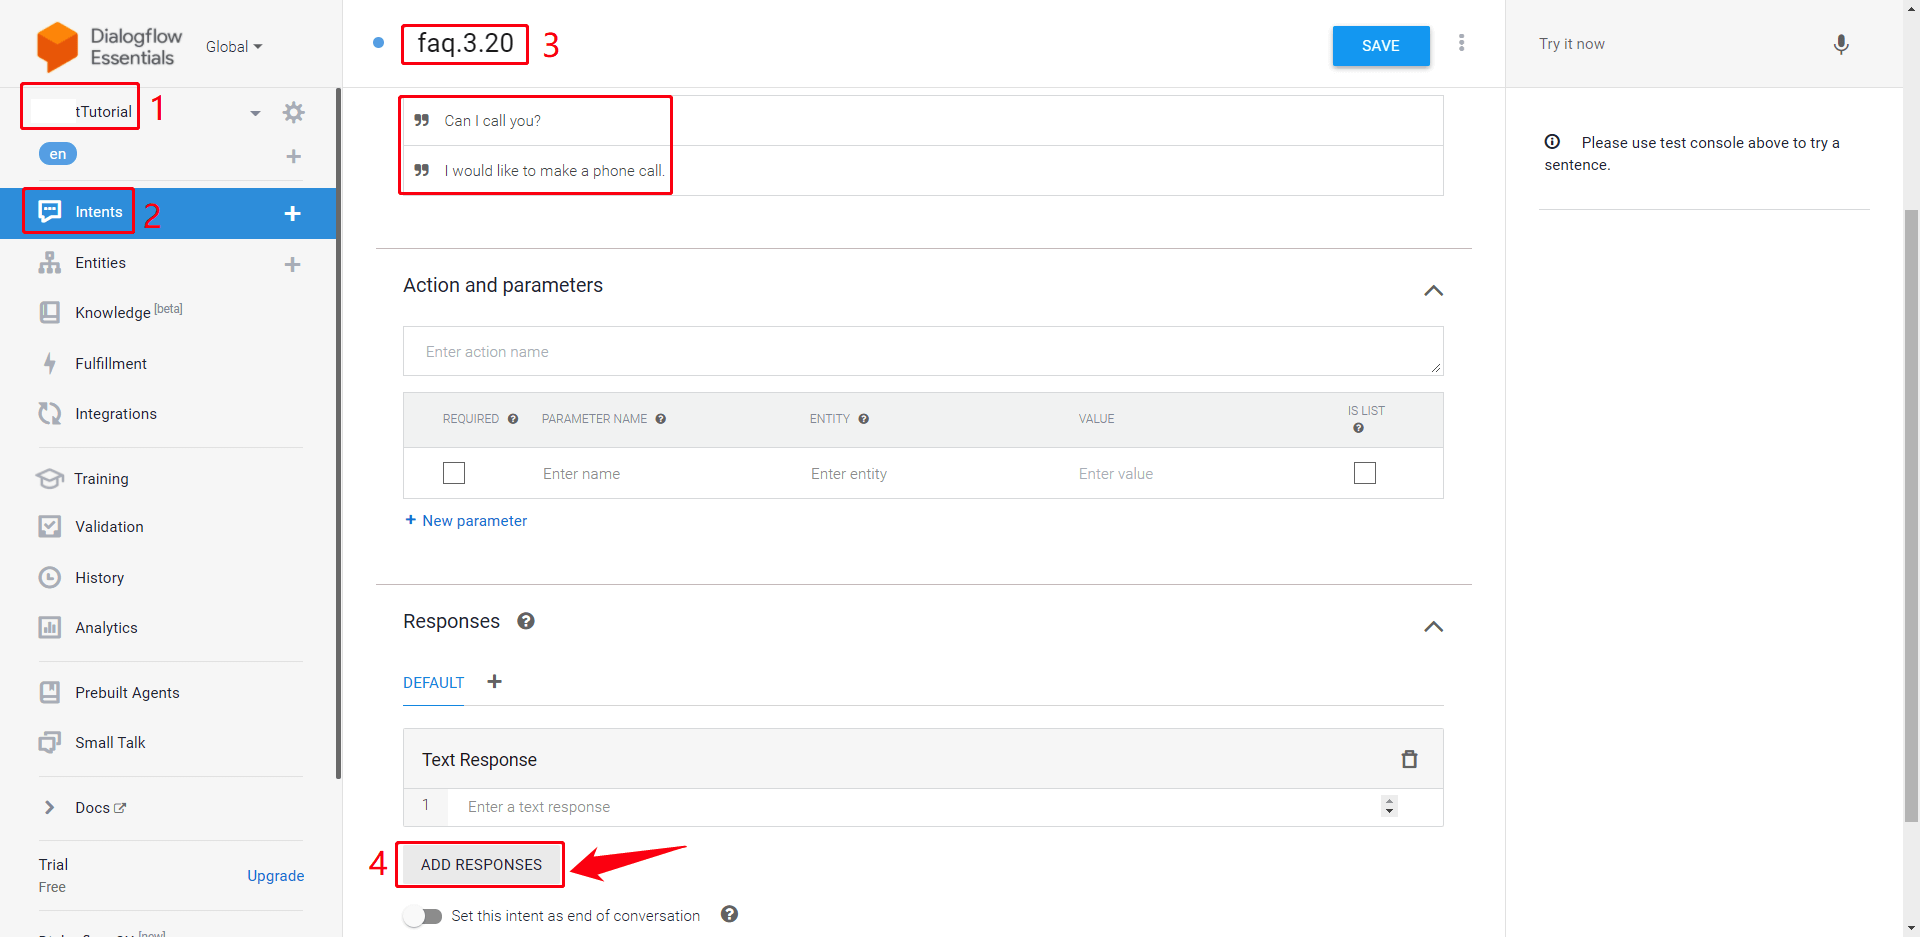 Dialogflow
Essentials
Global
tTutorial
1
en
Intents
2
Entities
Knowledge [beta]
Fulfillment
Integrations
Training
Validation
History
Analytics
Prebuilt Agents
Small Talk
Docs
Trial
Free
Upgrade
faq.3.20
3
SAVE
Can I call you?
I would like to make a phone call.
Action and parameters
Enter action name
REQUIRED PARAMETER NAME ENTITY VALUE IS LIST
Enter name Enter entity Enter value
+ New parameter
Responses
DEFAULT
Text Response
1 Enter a text response
4
ADD RESPONSES
Set this intent as end of conversation
Try it now
Please use test console above to try a
sentence.